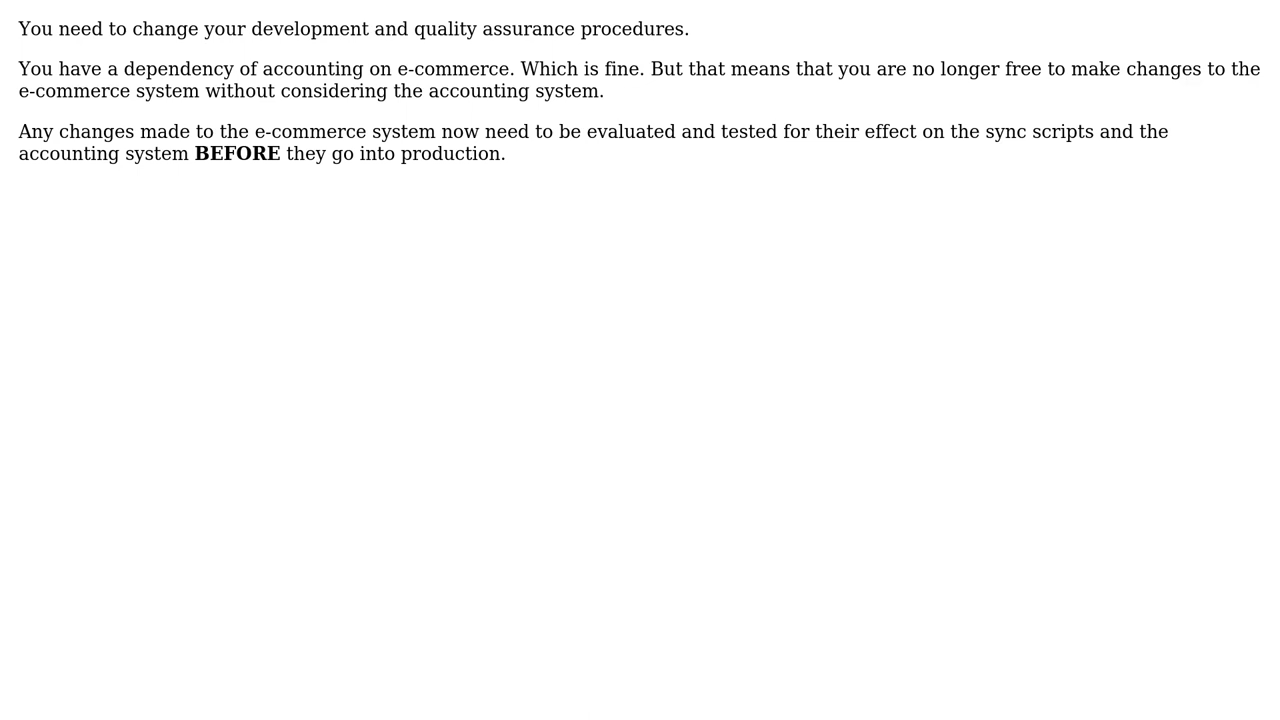 You need to change your development and quality assurance procedures.
You have a dependency of accounting on e-commerce. Which is fine. But that means that you are no longer free to make changes to the
e-commerce system without considering the accounting system.
Any changes made to the e-commerce system now need to be evaluated and tested for their effect on the sync scripts and the
accounting system BEFORE they go into production.